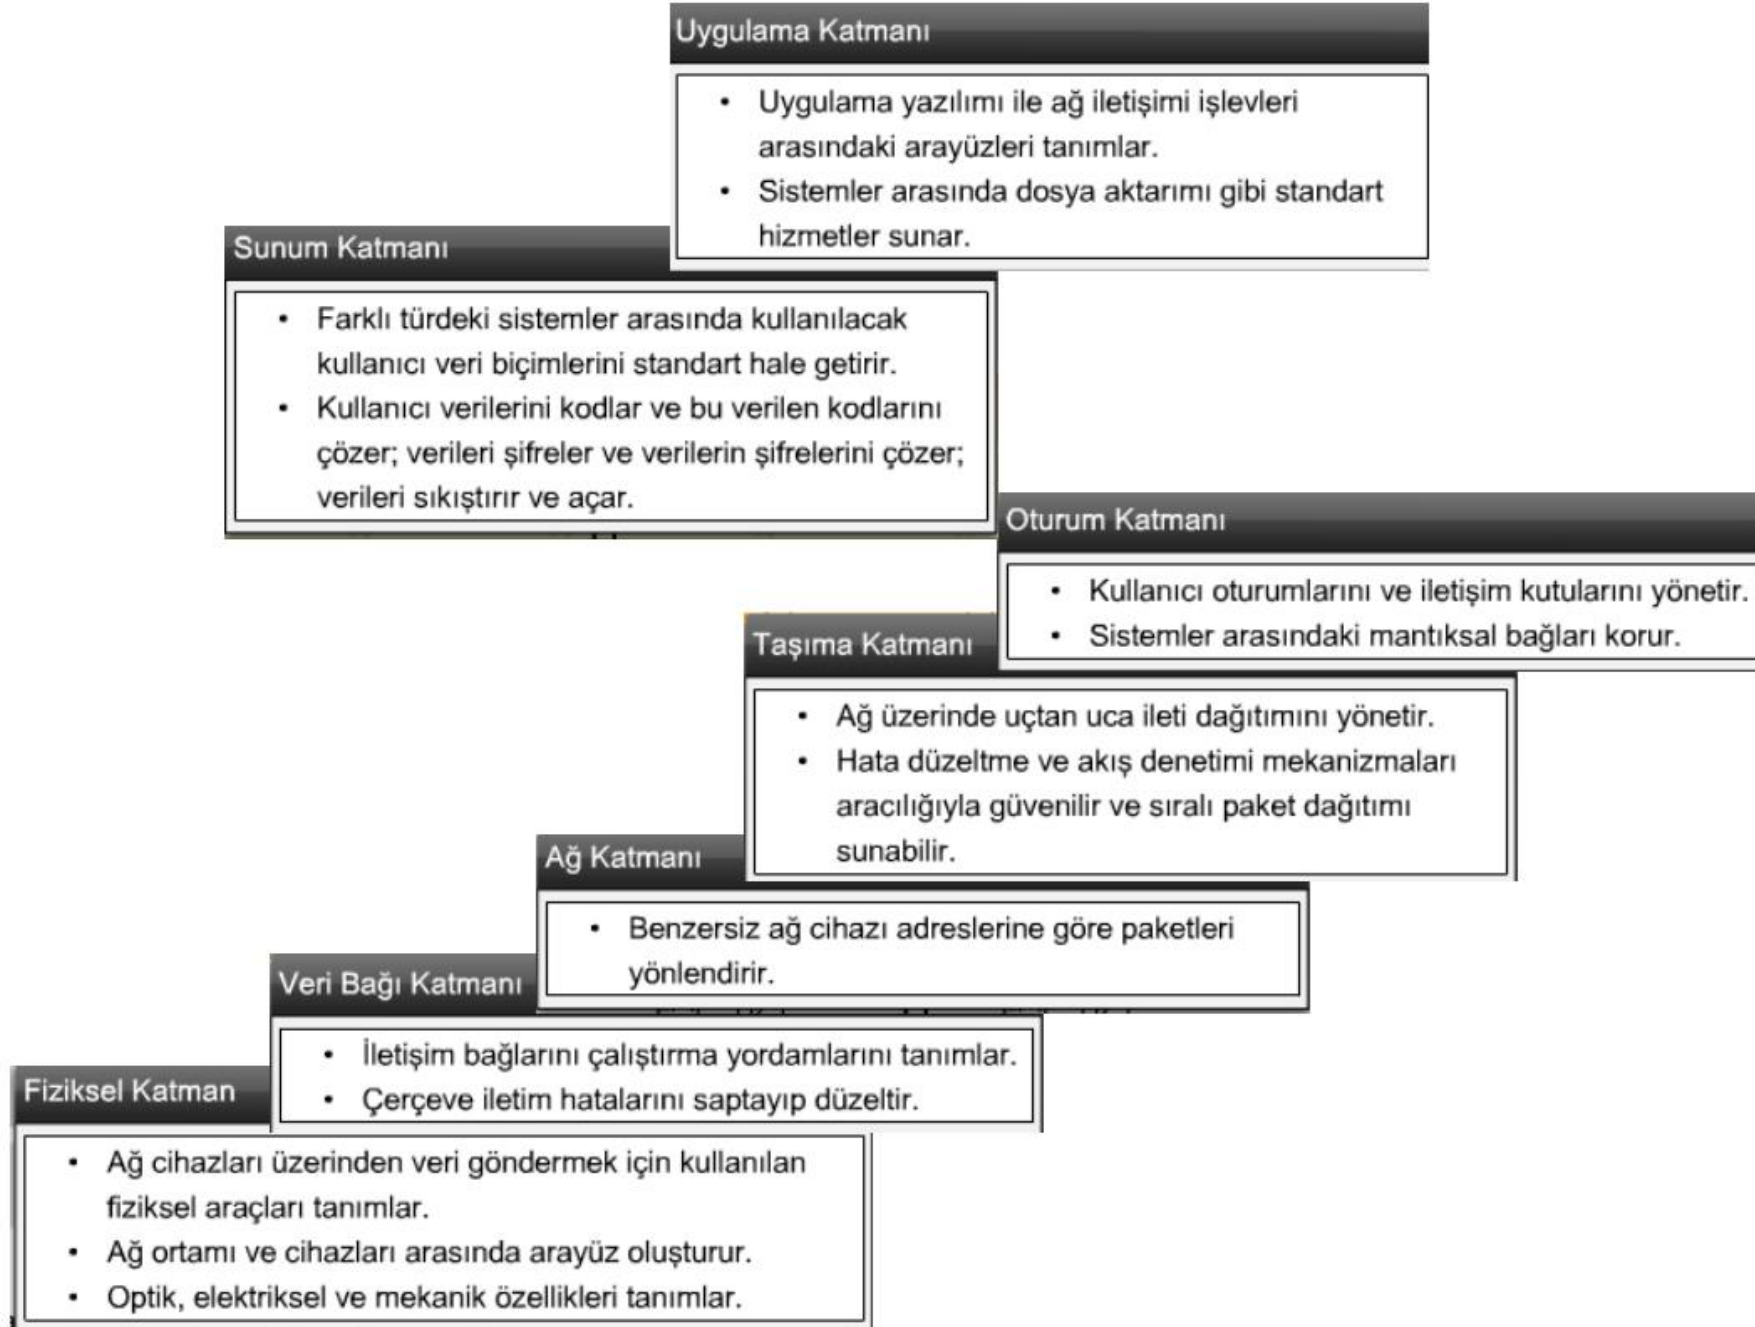 Uygulama Katmanı
• Uygulama yazılımı ile ağ iletişimi işlevleri
arasındaki arayüzleri tanımlar.
• Sistemler arasında dosya aktarımı gibi standart
hizmetler sunar.
Sunum Katmanı
• Farklı türdeki sistemler arasında kullanılacak
kullanıcı veri biçimlerini standart hale getirir.
• Kullanıcı verilerini kodlar ve bu verilen kodlarını
çözer; verileri şifreler ve verilerin şifrelerini çözer;
verileri sıkıştırır ve açar.
Oturum Katmanı
• Kullanıcı oturumlarını ve iletişim kutularını yönetir.
• Sistemler arasındaki mantıksal bağları korur.
Taşıma Katmanı
• Ağ üzerinde uçtan uca ileti dağıtımını yönetir.
• Hata düzeltme ve akış denetimi mekanizmaları
aracılığıyla güvenilir ve sıralı paket dağıtımı
sunabilir.
Ağ Katmanı
• Benzersiz ağ cihazı adreslerine göre paketleri
yönlendirir.
Veri Bağı Katmanı
• İletişim bağlarını çalıştırma yordamlarını tanımlar.
• Çerçeve iletim hatalarını saptayıp düzeltir.
Fiziksel Katman
• Ağ cihazları üzerinden veri göndermek için kullanılan
fiziksel araçları tanımlar.
• Ağ ortamı ve cihazları arasında arayüz oluşturur.
• Optik, elektriksel ve mekanik özellikleri tanımlar.